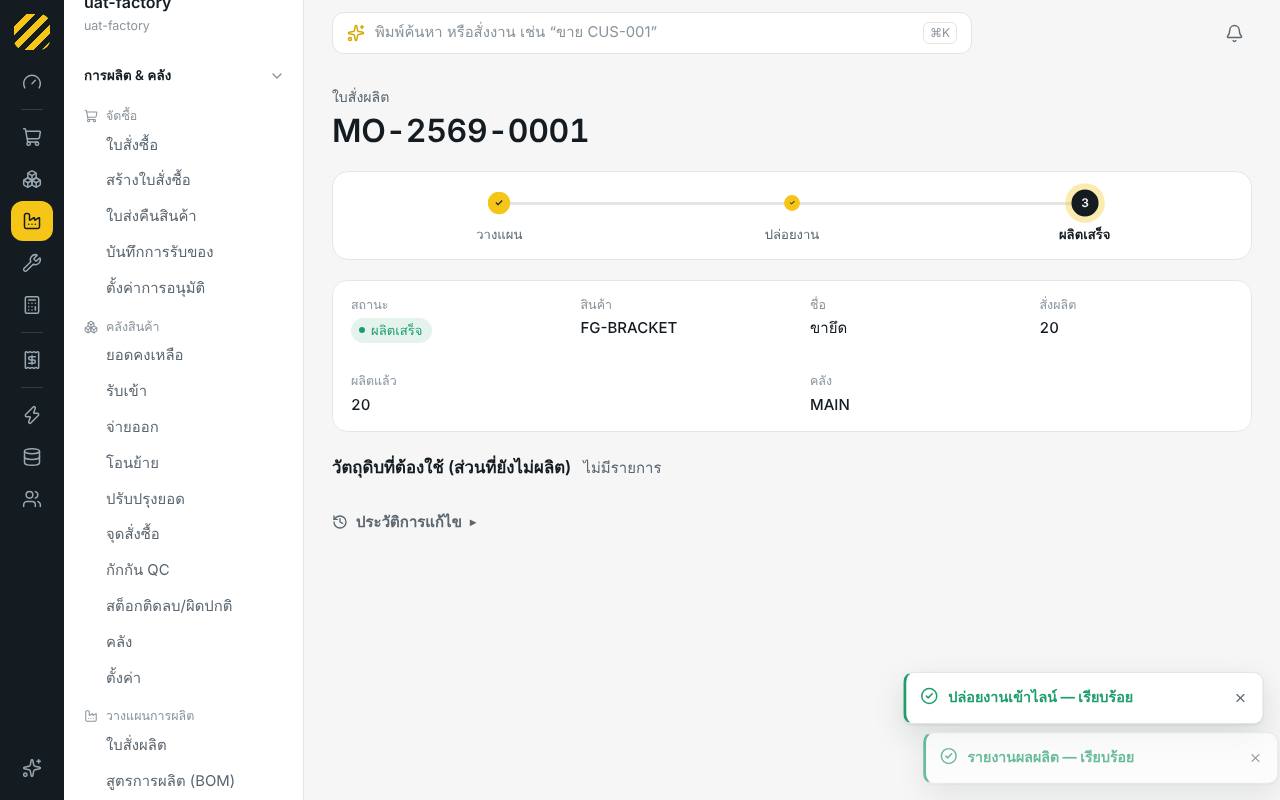 uat-factory
uat-factory
การผลิต & คลัง
จัดซื้อ
ใบสั่งซื้อ
สร้างใบสั่งซื้อ
ใบส่งคืนสินค้า
บันทึกการรับของ
ตั้งค่าการอนุมัติ
คลังสินค้า
ยอดคงเหลือ
รับเข้า
จ่ายออก
โอนย้าย
ปรับปรุงยอด
จุดสั่งซื้อ
กักกัน QC
สต็อกติดลบ/ผิดปกติ
คลัง
ตั้งค่า
วางแผนการผลิต
ใบสั่งผลิต
สูตรการผลิต (BOM)
พิมพ์ค้นหา หรือสั่งงาน เช่น “ขาย CUS-001” ⌘K
ใบสั่งผลิต
MO-2569-0001
3
วางแผน ปล่อยงาน ผลิตเสร็จ
สถานะ สินค้า ชื่อ สั่งผลิต
ผลิตเสร็จ FG-BRACKET ขายึด 20
ผลิตแล้ว คลัง
20 MAIN
วัตถุดิบที่ต้องใช้ (ส่วนที่ยังไม่ผลิต) ไม่มีรายการ
ประวัติการแก้ไข ▸
ปล่อยงานเข้าไลน์ — เรียบร้อย ×
รายงานผลผลิต — เรียบร้อย ×